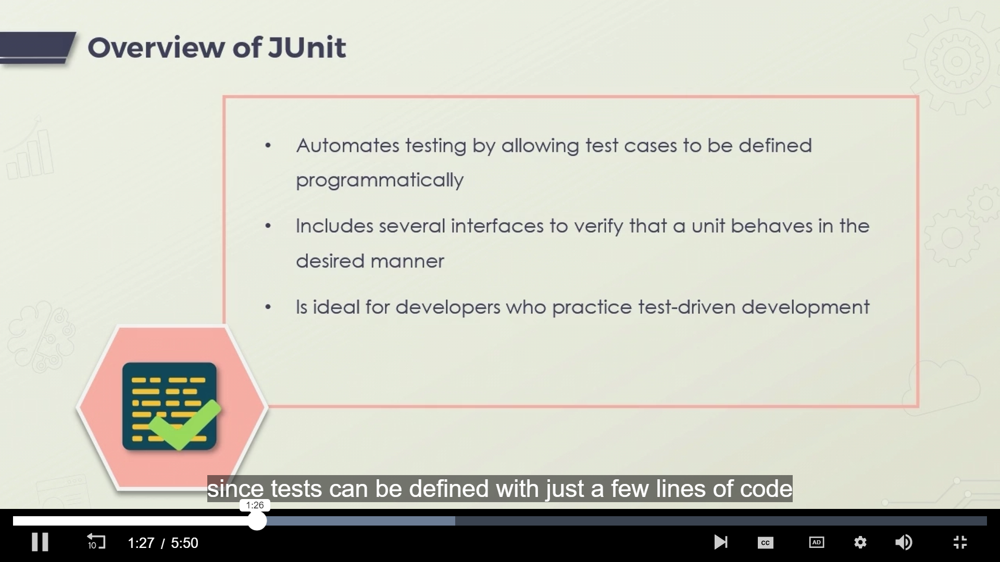 Overview of JUnit
• Automates testing by allowing test cases to be defined
programmatically
• Includes several interfaces to verify that a unit behaves in the
desired manner
• Is ideal for developers who practice test-driven development
since tests can be defined with just a few lines of code
1:26
10
1:27 / 5:50
CC
AD